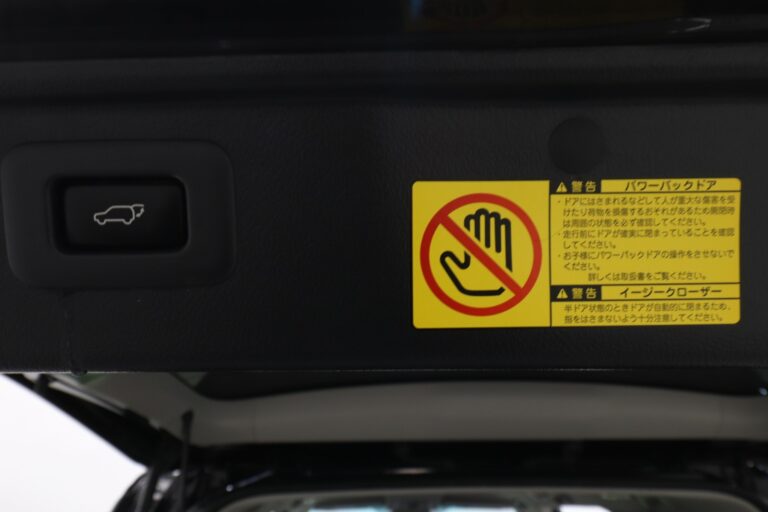 警告 パワーバックドア
・ドアにはさまれるなどして人が重大な傷害を受
けたり荷物を損傷するおそれがあるため開閉時
は周囲の状態を必ず確認してください。
・走行前にドアが確実に閉まっていることを確認
してください。
・お子様にパワーバックドアの操作をさせないで
ください。
詳しくは取扱書をご覧ください。
警告 イージークローザー
半ドア状態のときドアが自動的に閉まるため、
指をはさまないよう十分注意してください。